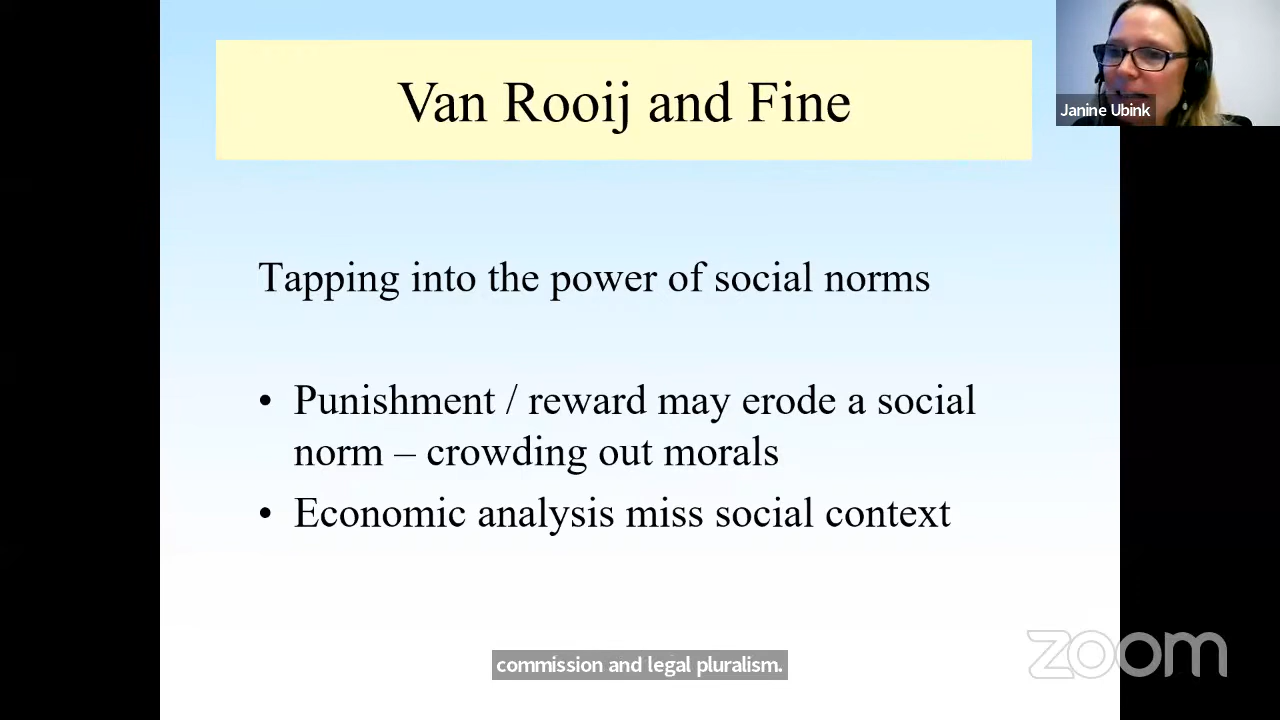 Van Rooij and Fine
Janine Ubink
Tapping into the power of social norms
• Punishment / reward may erode a social
norm – crowding out morals
• Economic analysis miss social context
commission and legal pluralism.
zoom